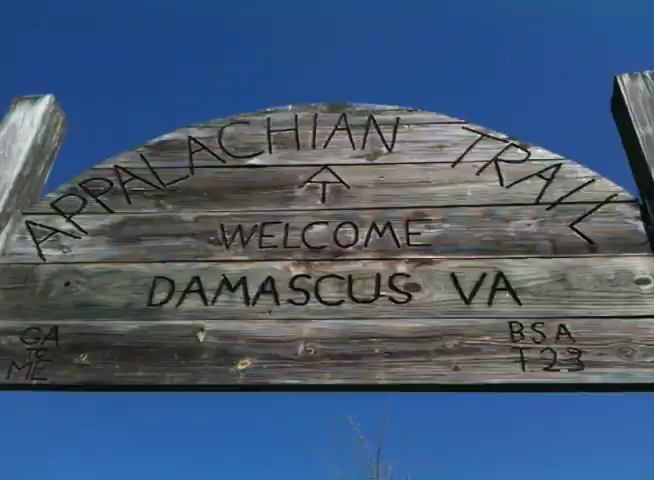 APPALACHIAN TRAIL
WELCOME
DAMASCUS VA
GA
TO
ME
BSA
T23